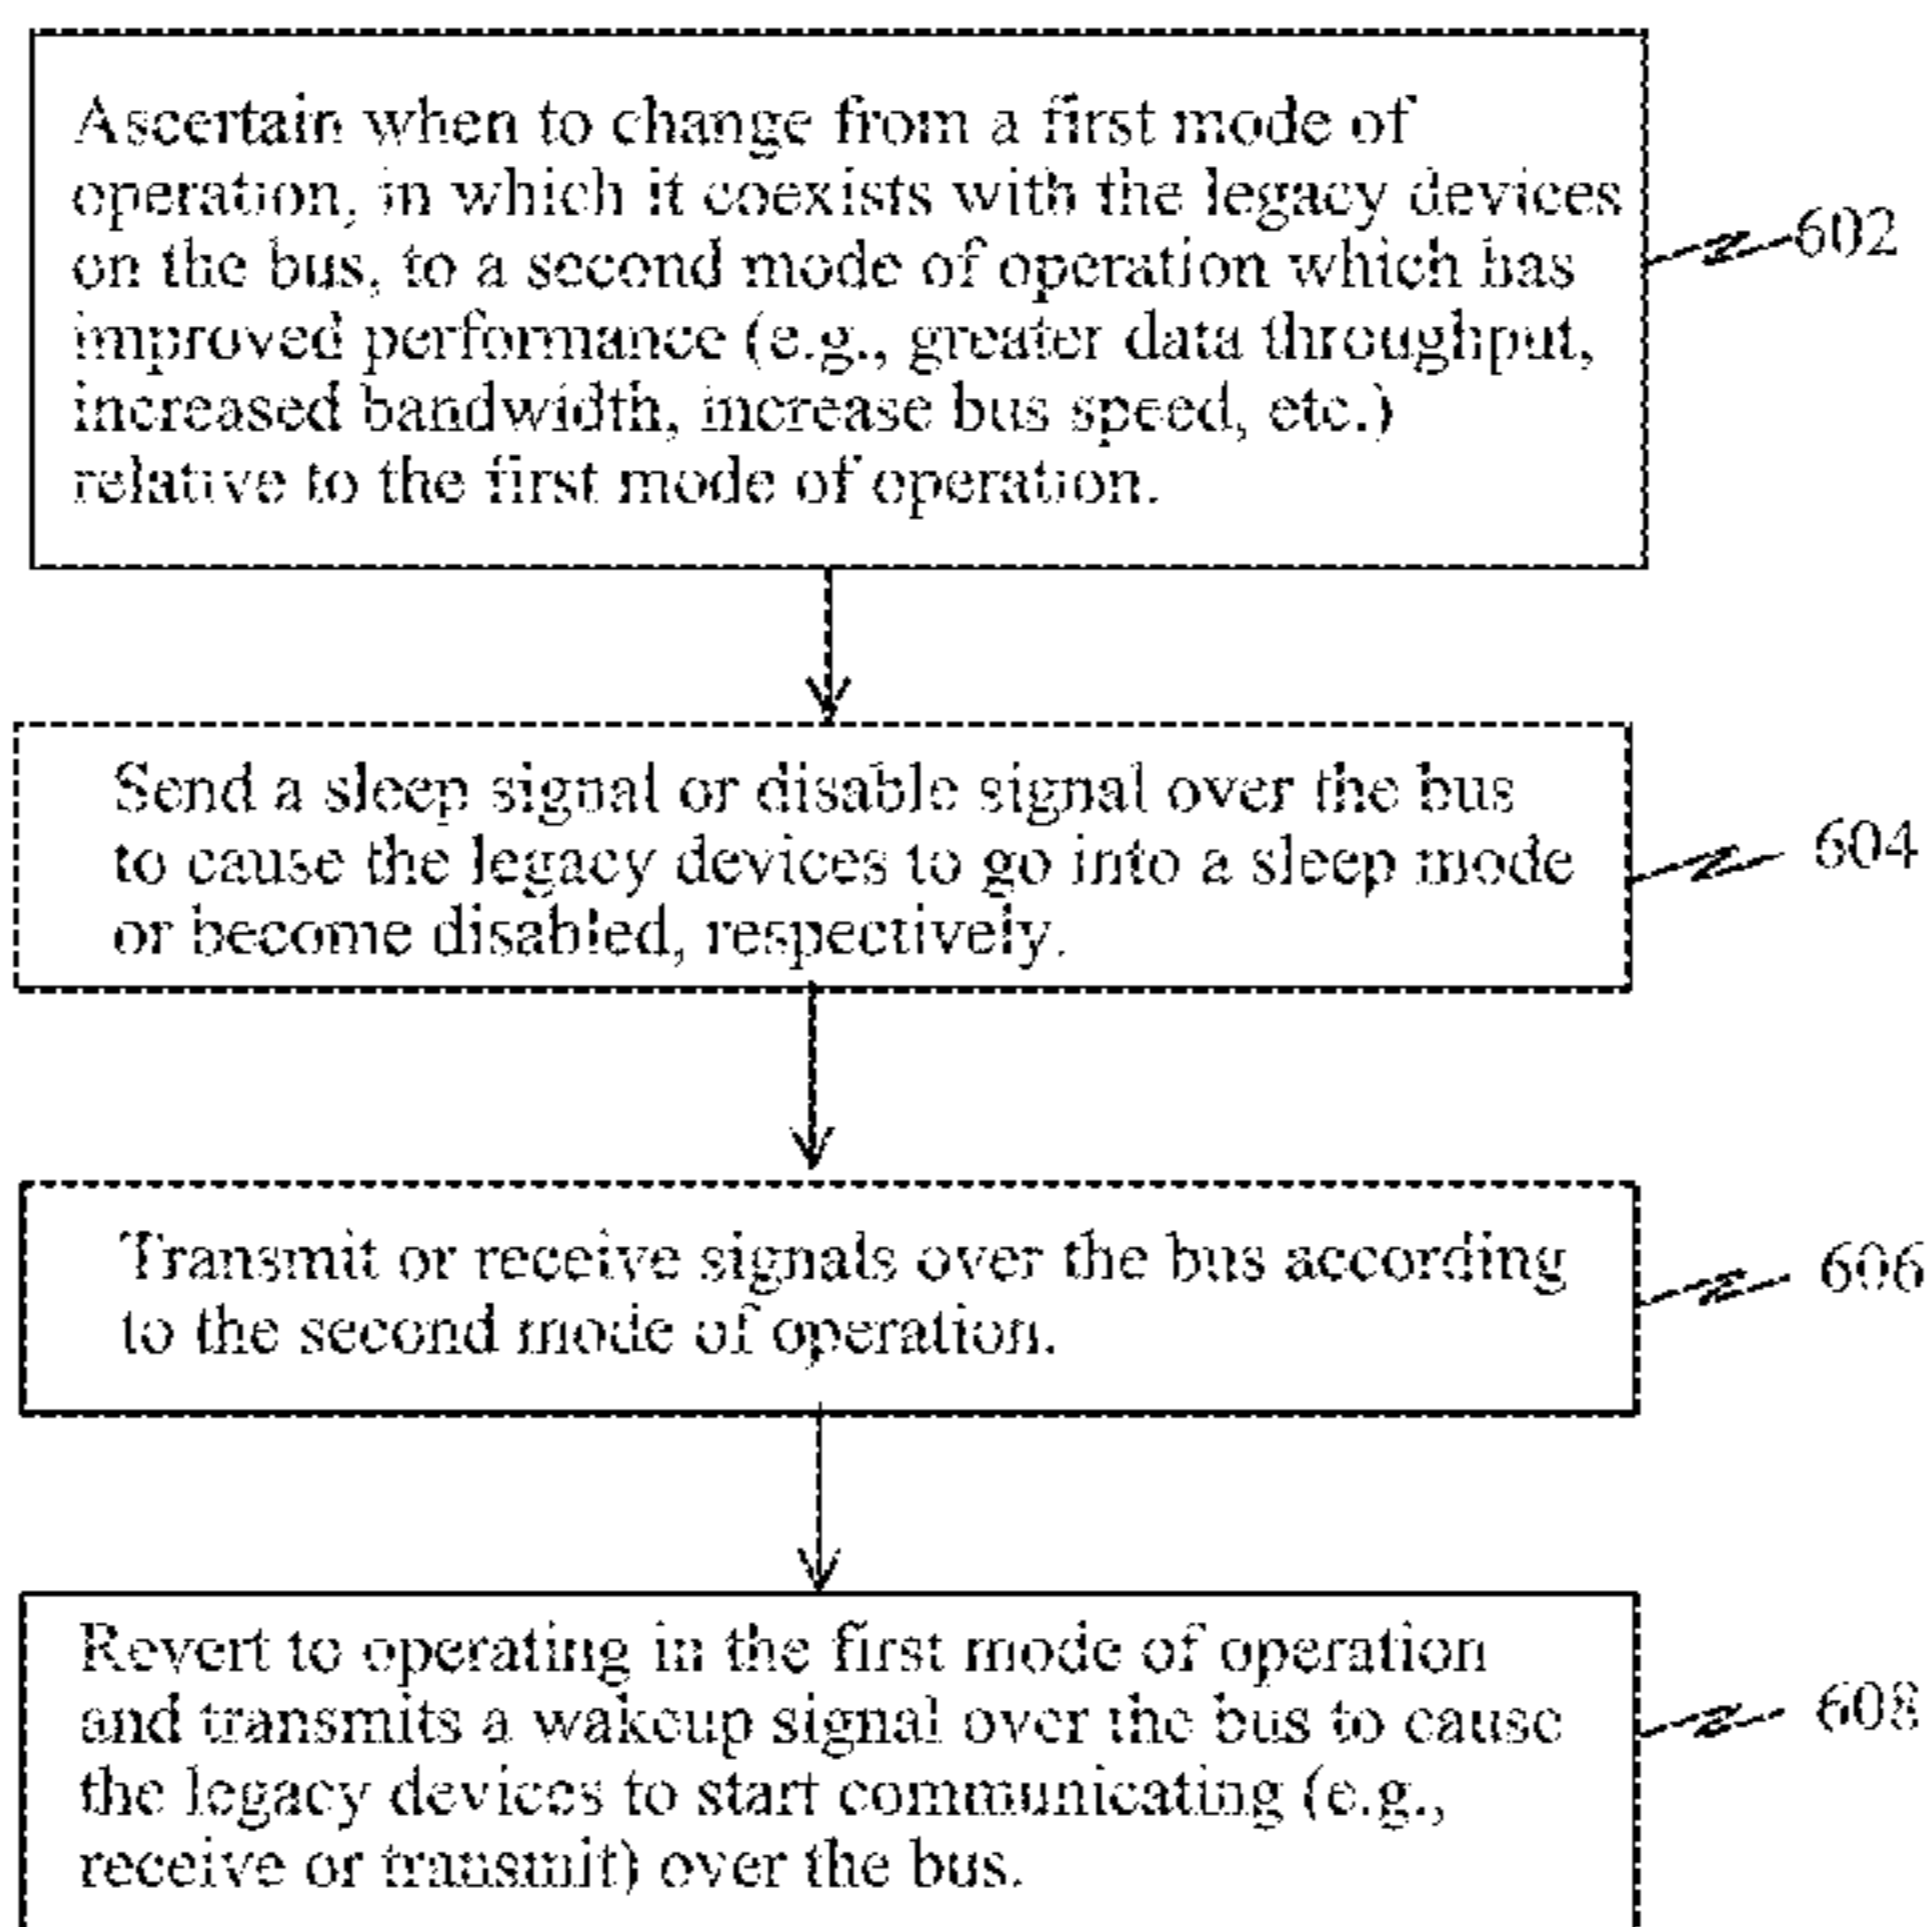 Ascertain when to change from a first mode of
operation, in which it coexists with the legacy devices
on the bus, to a second mode of operation which has
improved performance (e.g., greater data throughput,
increased bandwidth, increase bus speed, etc.)
relative to the first mode of operation.
602
Send a sleep signal or disable signal over the bus
to cause the legacy devices to go into a sleep mode
or become disabled, respectively.
604
Transmit or receive signals over the bus according
to the second mode of operation.
606
Revert to operating in the first mode of operation
and transmits a wakeup signal over the bus to cause
the legacy devices to start communicating (e.g.,
receive or transmit) over the bus.
608